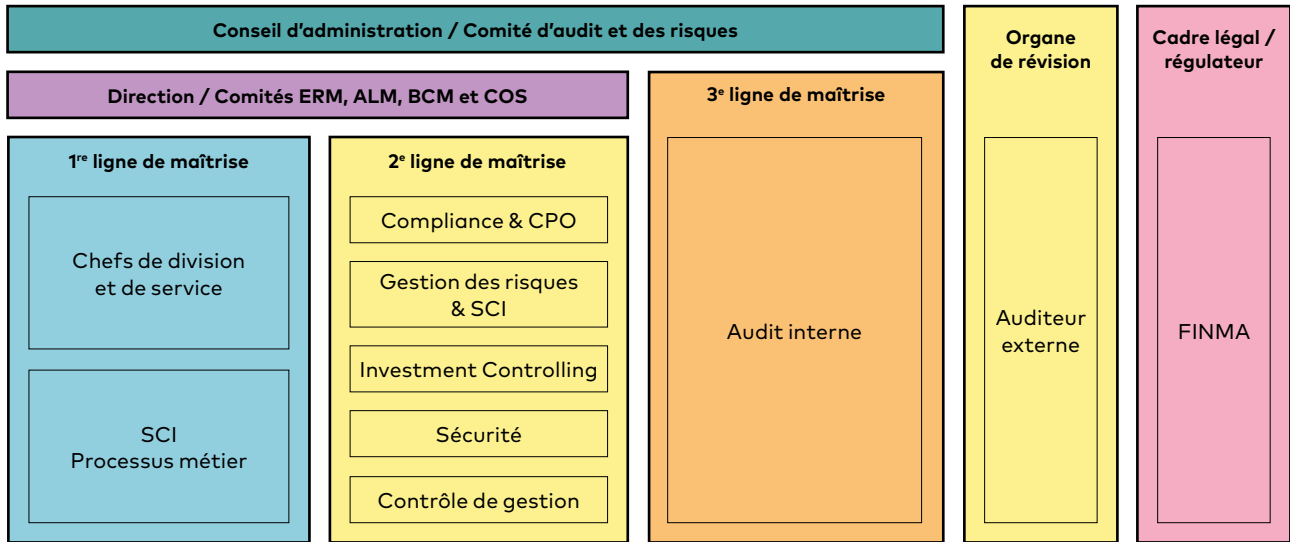 Conseil d'administration / Comité d'audit et des risques
Direction / Comités ERM, ALM, BCM et COS
1re ligne de maîtrise
Chefs de division
et de service
SCI
Processus métier
2e ligne de maîtrise
Compliance & CPO
Gestion des risques
& SCI
Investment Controlling
Sécurité
Contrôle de gestion
3e ligne de maîtrise
Audit interne
Organe
de révision
Auditeur
externe
Cadre légal /
régulateur
FINMA